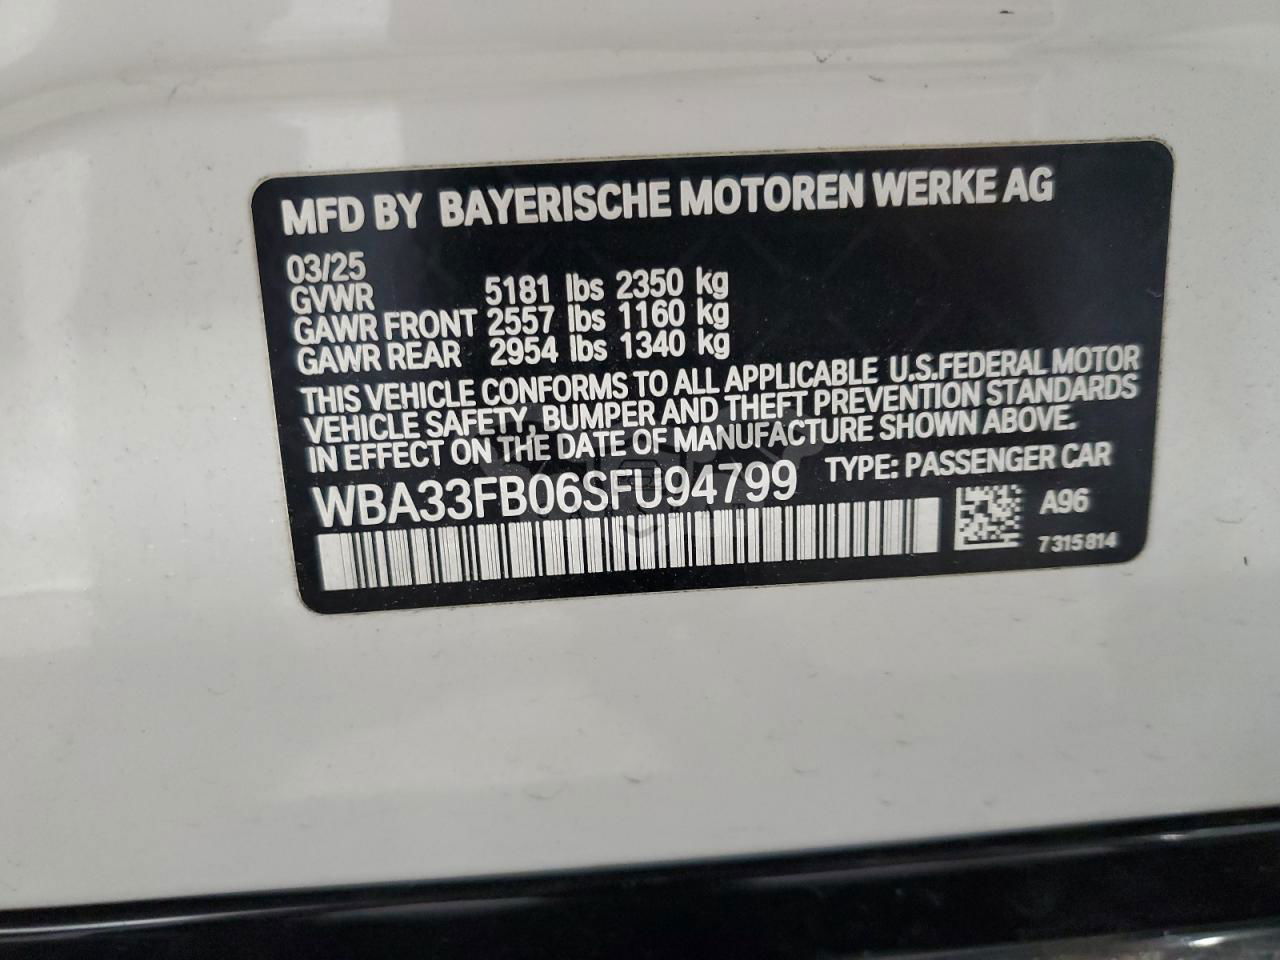 MFD BY BAYERISCHE MOTOREN WERKE AG
03/25
GVWR 5181 lbs 2350 kg
GAWR FRONT 2557 lbs 1160 kg
GAWR REAR 2954 lbs 1340 kg
THIS VEHICLE CONFORMS TO ALL APPLICABLE U.S.FEDERAL MOTOR
VEHICLE SAFETY, BUMPER AND THEFT PREVENTION STANDARDS
IN EFFECT ON THE DATE OF MANUFACTURE SHOWN ABOVE.
WBA33FB06SFU94799 TYPE: PASSENGER CAR
A96
7315814